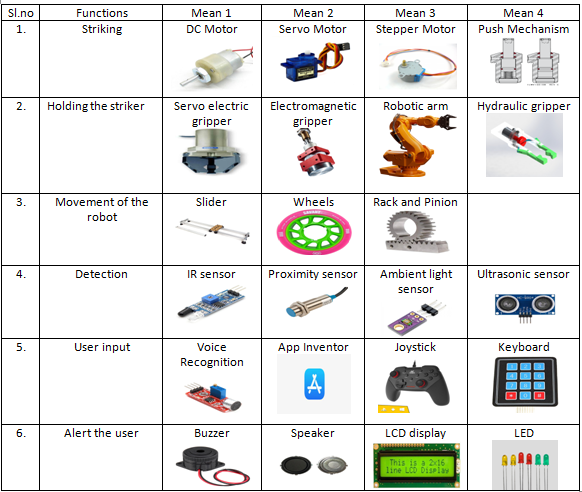 Sl.no Functions Mean 1 Mean 2 Mean 3 Mean 4
1. Striking DC Motor Servo Motor Stepper Motor Push Mechanism
2. Holding the striker Servo electric gripper Electromagnetic gripper Robotic arm Hydraulic gripper
3. Movement of the robot Slider Wheels Rack and Pinion
4. Detection IR sensor Proximity sensor Ambient light sensor Ultrasonic sensor
5. User input Voice Recognition App Inventor Joystick Keyboard
6. Alert the user Buzzer Speaker LCD display LED
This is a 2x16
line LCD Display